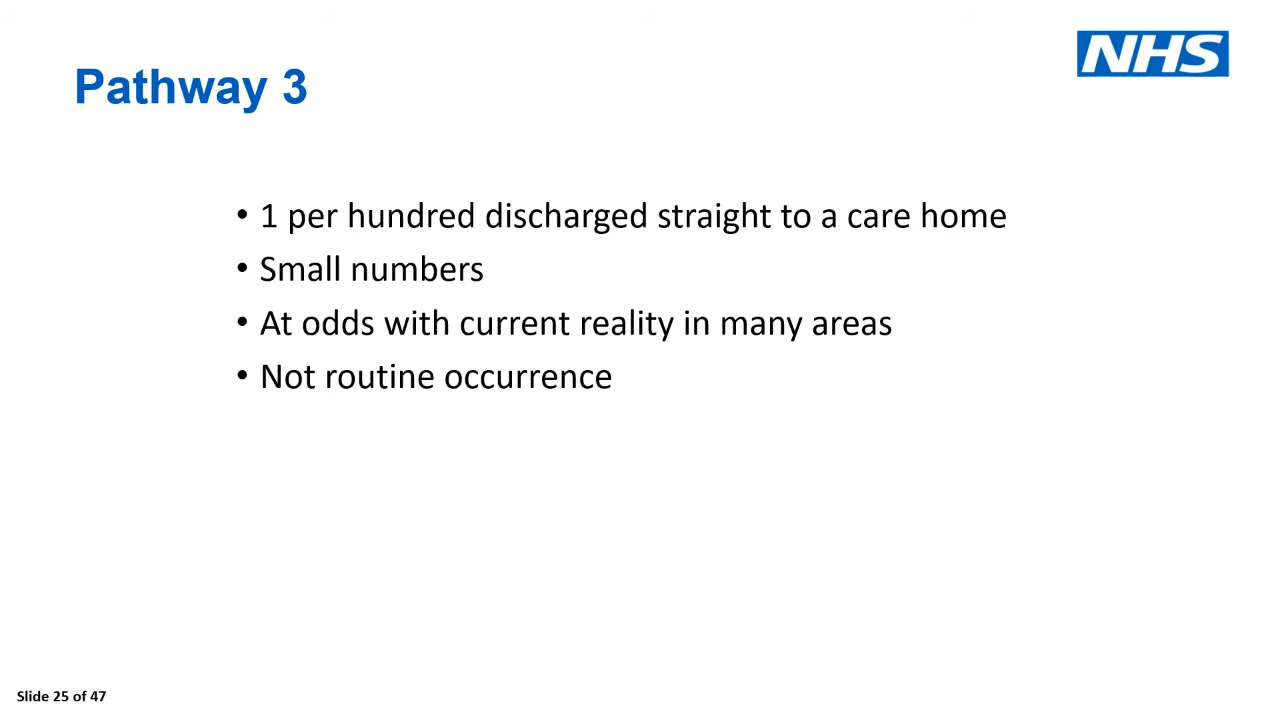 NHS
Pathway 3
• 1 per hundred discharged straight to a care home
• Small numbers
• At odds with current reality in many areas
• Not routine occurrence
Slide 25 of 47